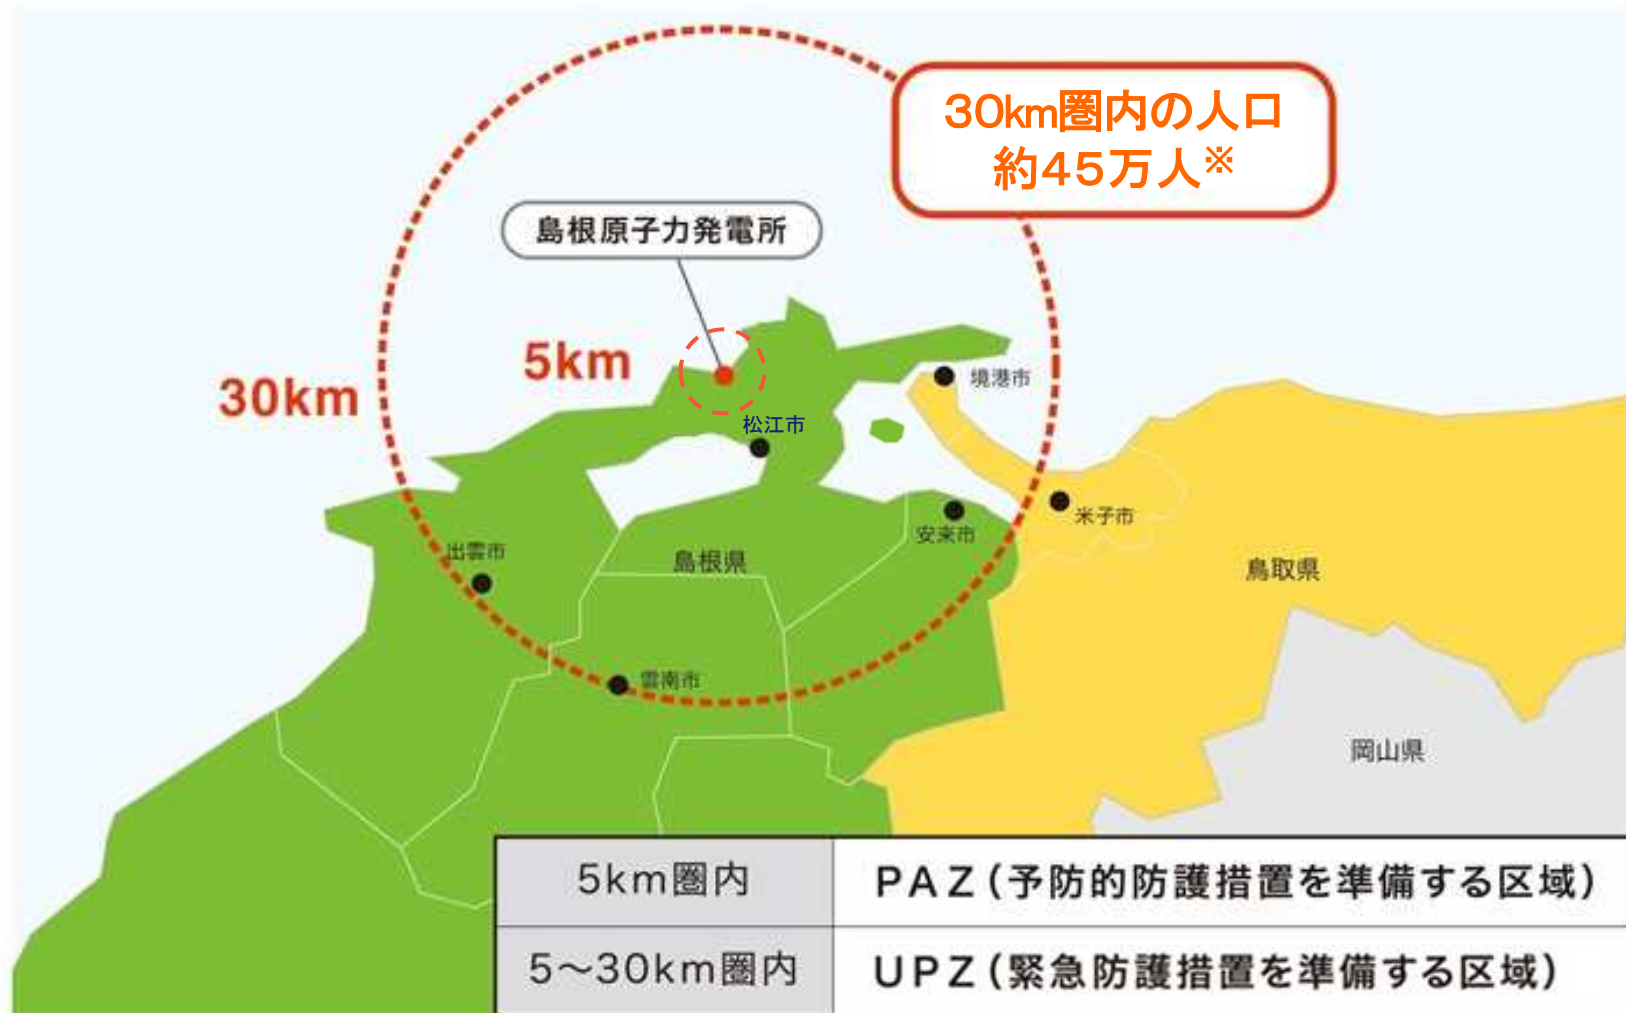 30km圏内の人口
約45万人※
島根原子力発電所
5km
30km
境港市
松江市
米子市
安来市
出雲市
島根県
鳥取県
雲南市
岡山県
5km圏内 PAZ(予防的防護措置を準備する区域)
5～30km圏内 UPZ(緊急防護措置を準備する区域)